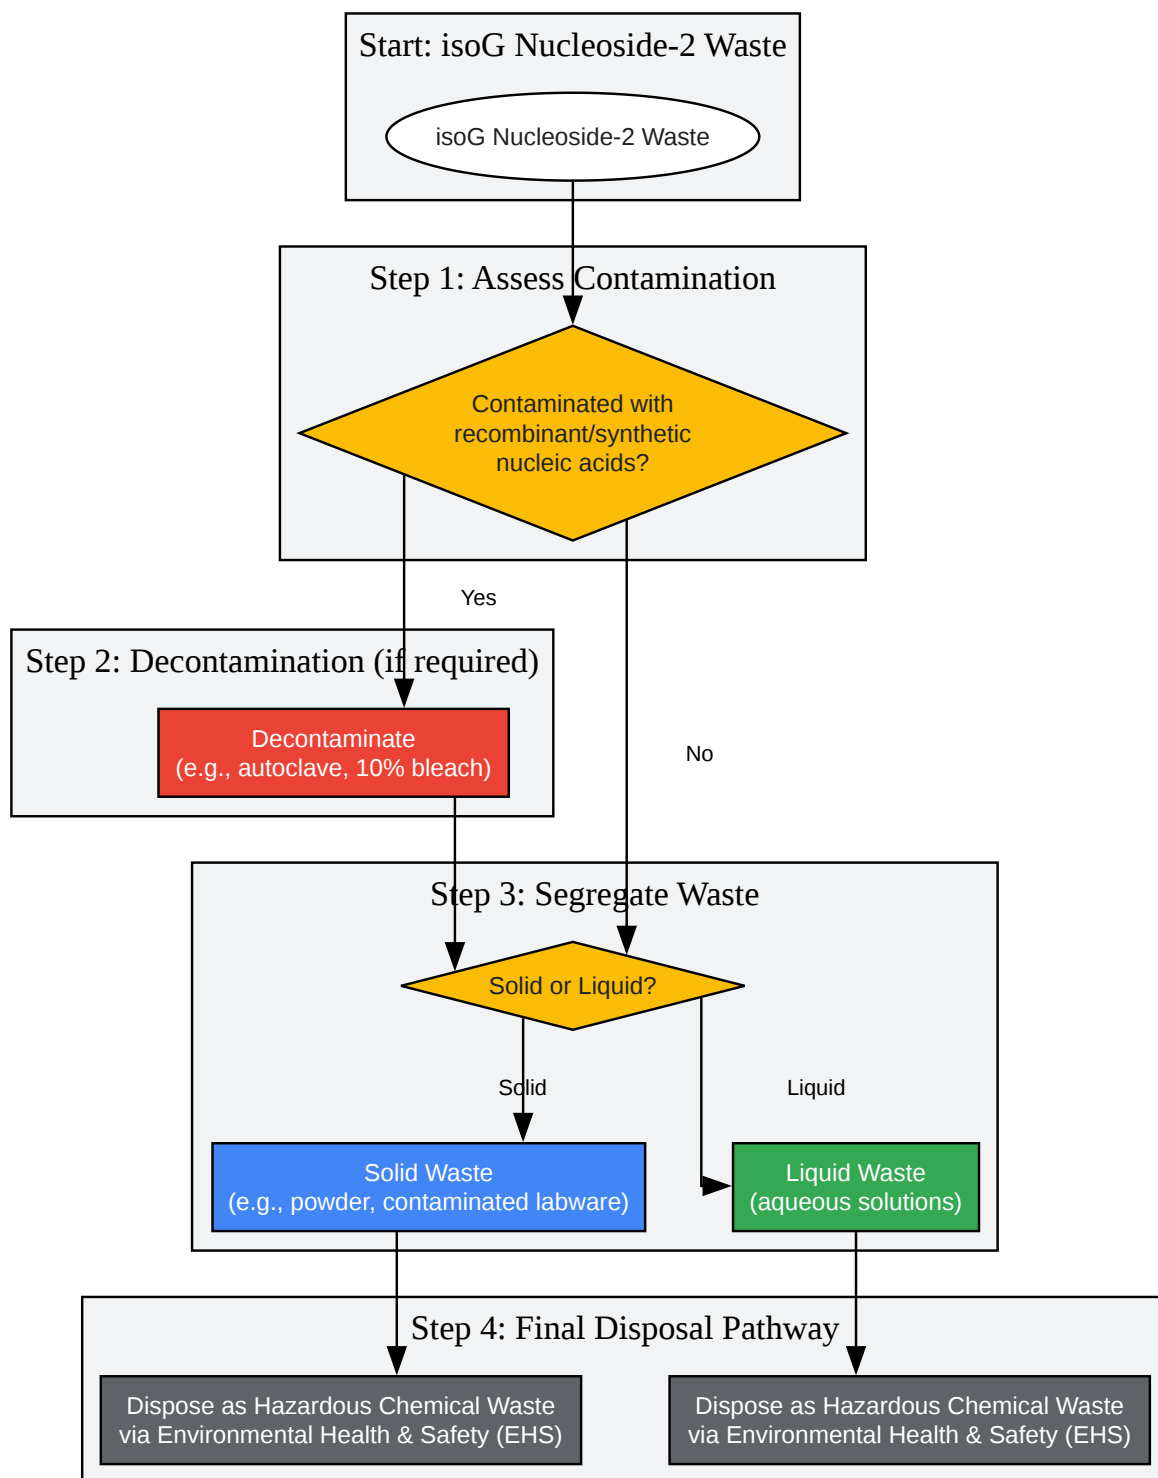 Start: isoG Nucleoside-2 Waste
isoG Nucleoside-2 Waste
Step 1: Assess Contamination
Contaminated with
recombinant/synthetic
nucleic acids?
Yes
Step 2: Decontamination (if required)
Decontaminate
(e.g., autoclave, 10% bleach)
No
Step 3: Segregate Waste
Solid or Liquid?
Solid
Liquid
Solid Waste
(e.g., powder, contaminated labware)
Liquid Waste
(aqueous solutions)
Step 4: Final Disposal Pathway
Dispose as Hazardous Chemical Waste
via Environmental Health & Safety (EHS)
Dispose as Hazardous Chemical Waste
via Environmental Health & Safety (EHS)